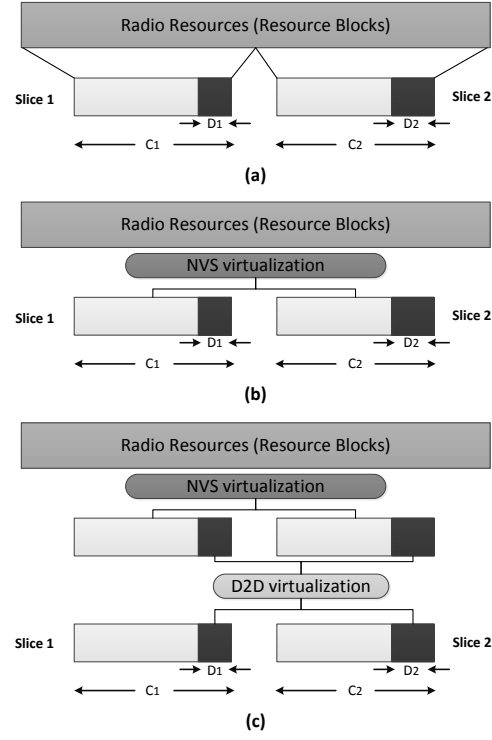 Radio Resources (Resource Blocks)
Slice 1
Slice 2
D1
D2
C1
C2
(a)
Radio Resources (Resource Blocks)
NVS virtualization
Slice 1
Slice 2
D1
D2
C1
C2
(b)
Radio Resources (Resource Blocks)
NVS virtualization
D2D virtualization
Slice 1
Slice 2
D1
D2
C1
C2
(c)